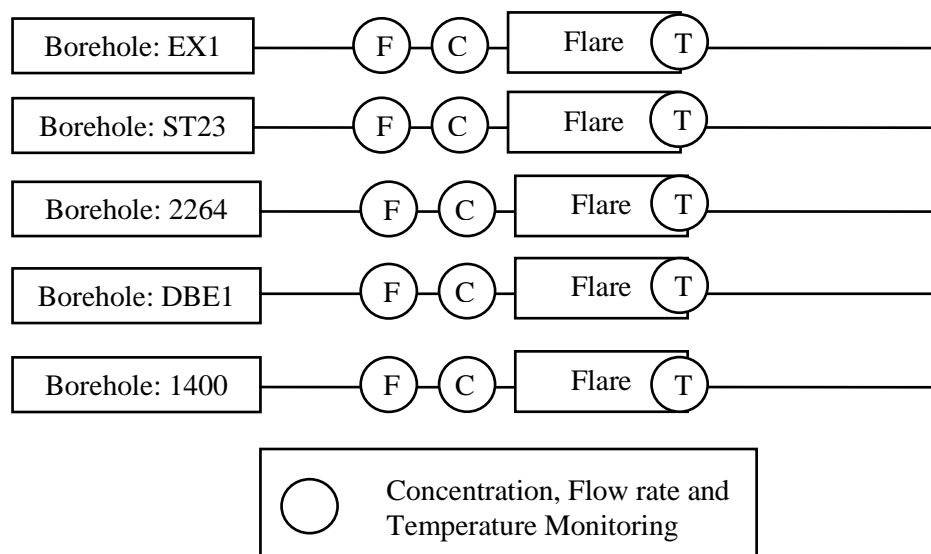 Borehole: EX1 F C Flare T
Borehole: ST23 F C Flare T
Borehole: 2264 F C Flare T
Borehole: DBE1 F C Flare T
Borehole: 1400 F C Flare T
Concentration, Flow rate and
Temperature Monitoring